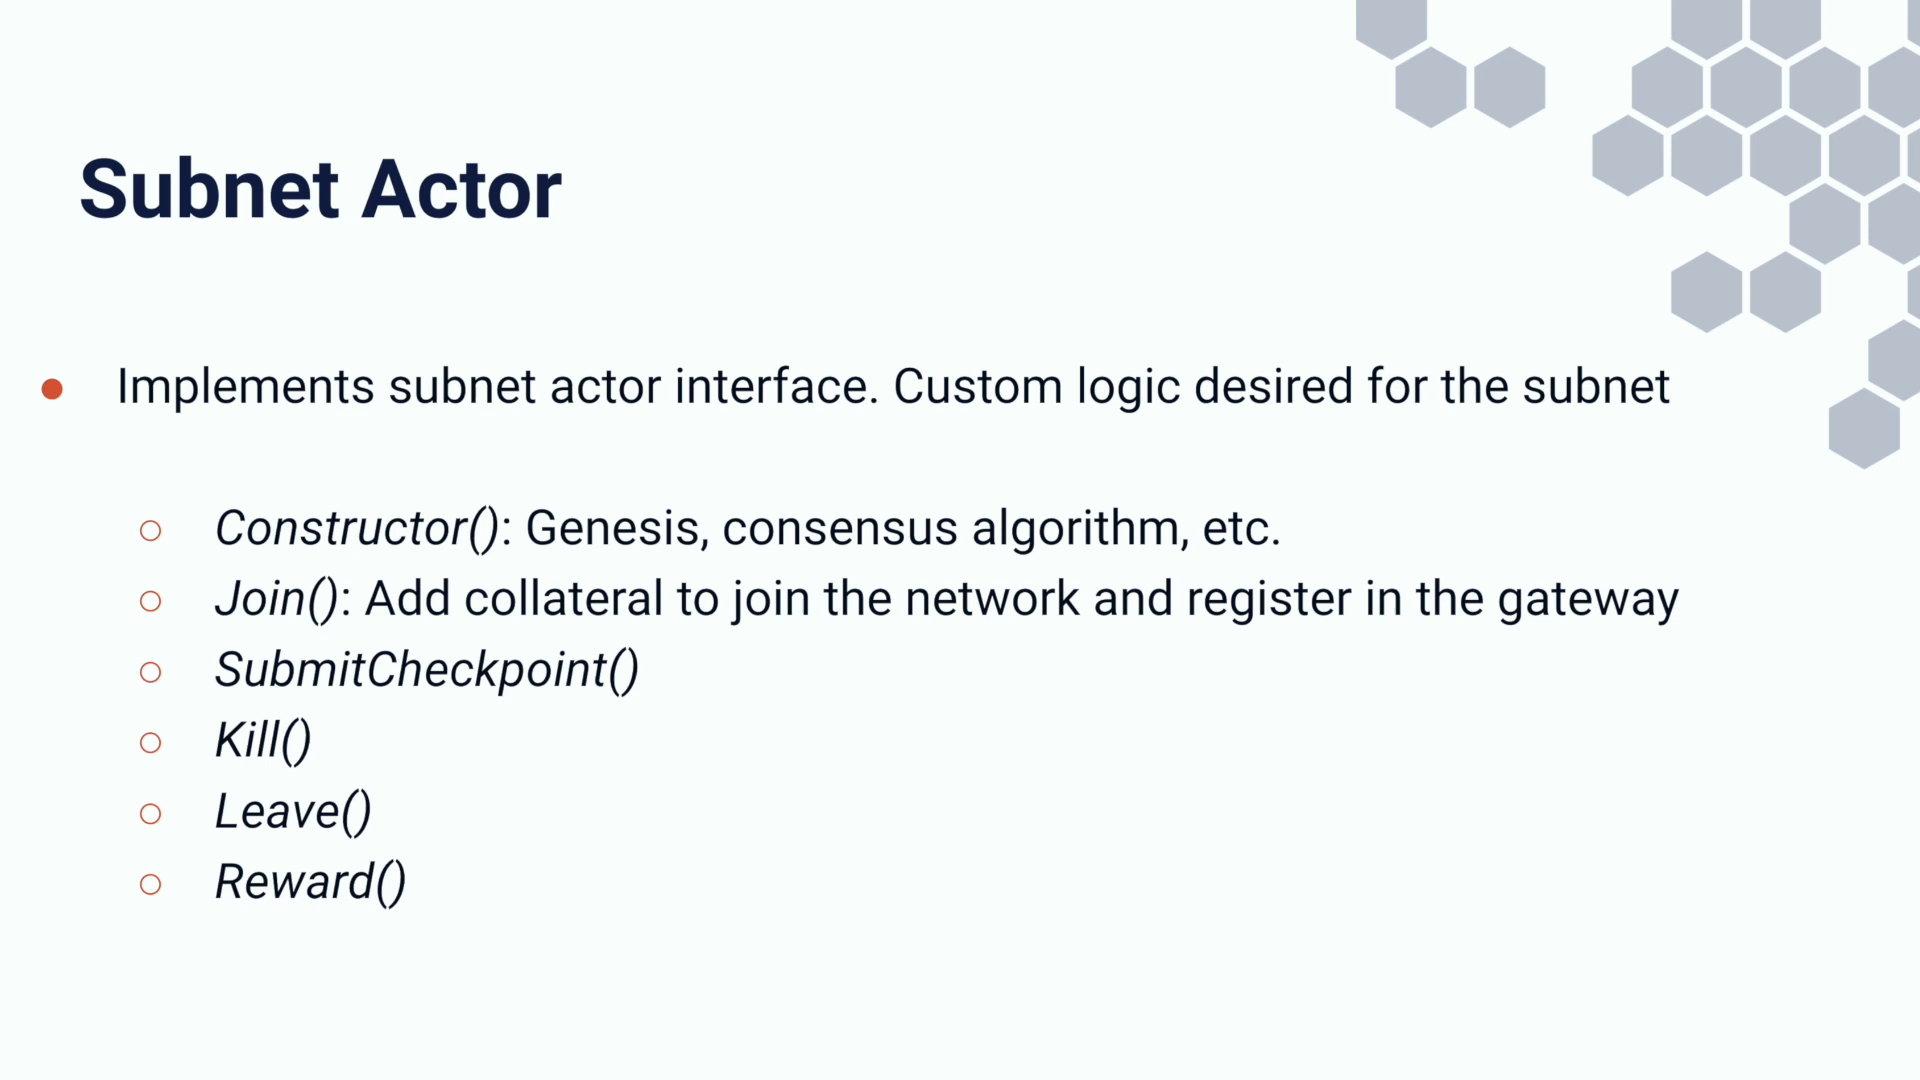 Subnet Actor
Implements subnet actor interface. Custom logic desired for the subnet
Constructor(): Genesis, consensus algorithm, etc.
Join(): Add collateral to join the network and register in the gateway
SubmitCheckpoint()
Kill()
Leave()
Reward()